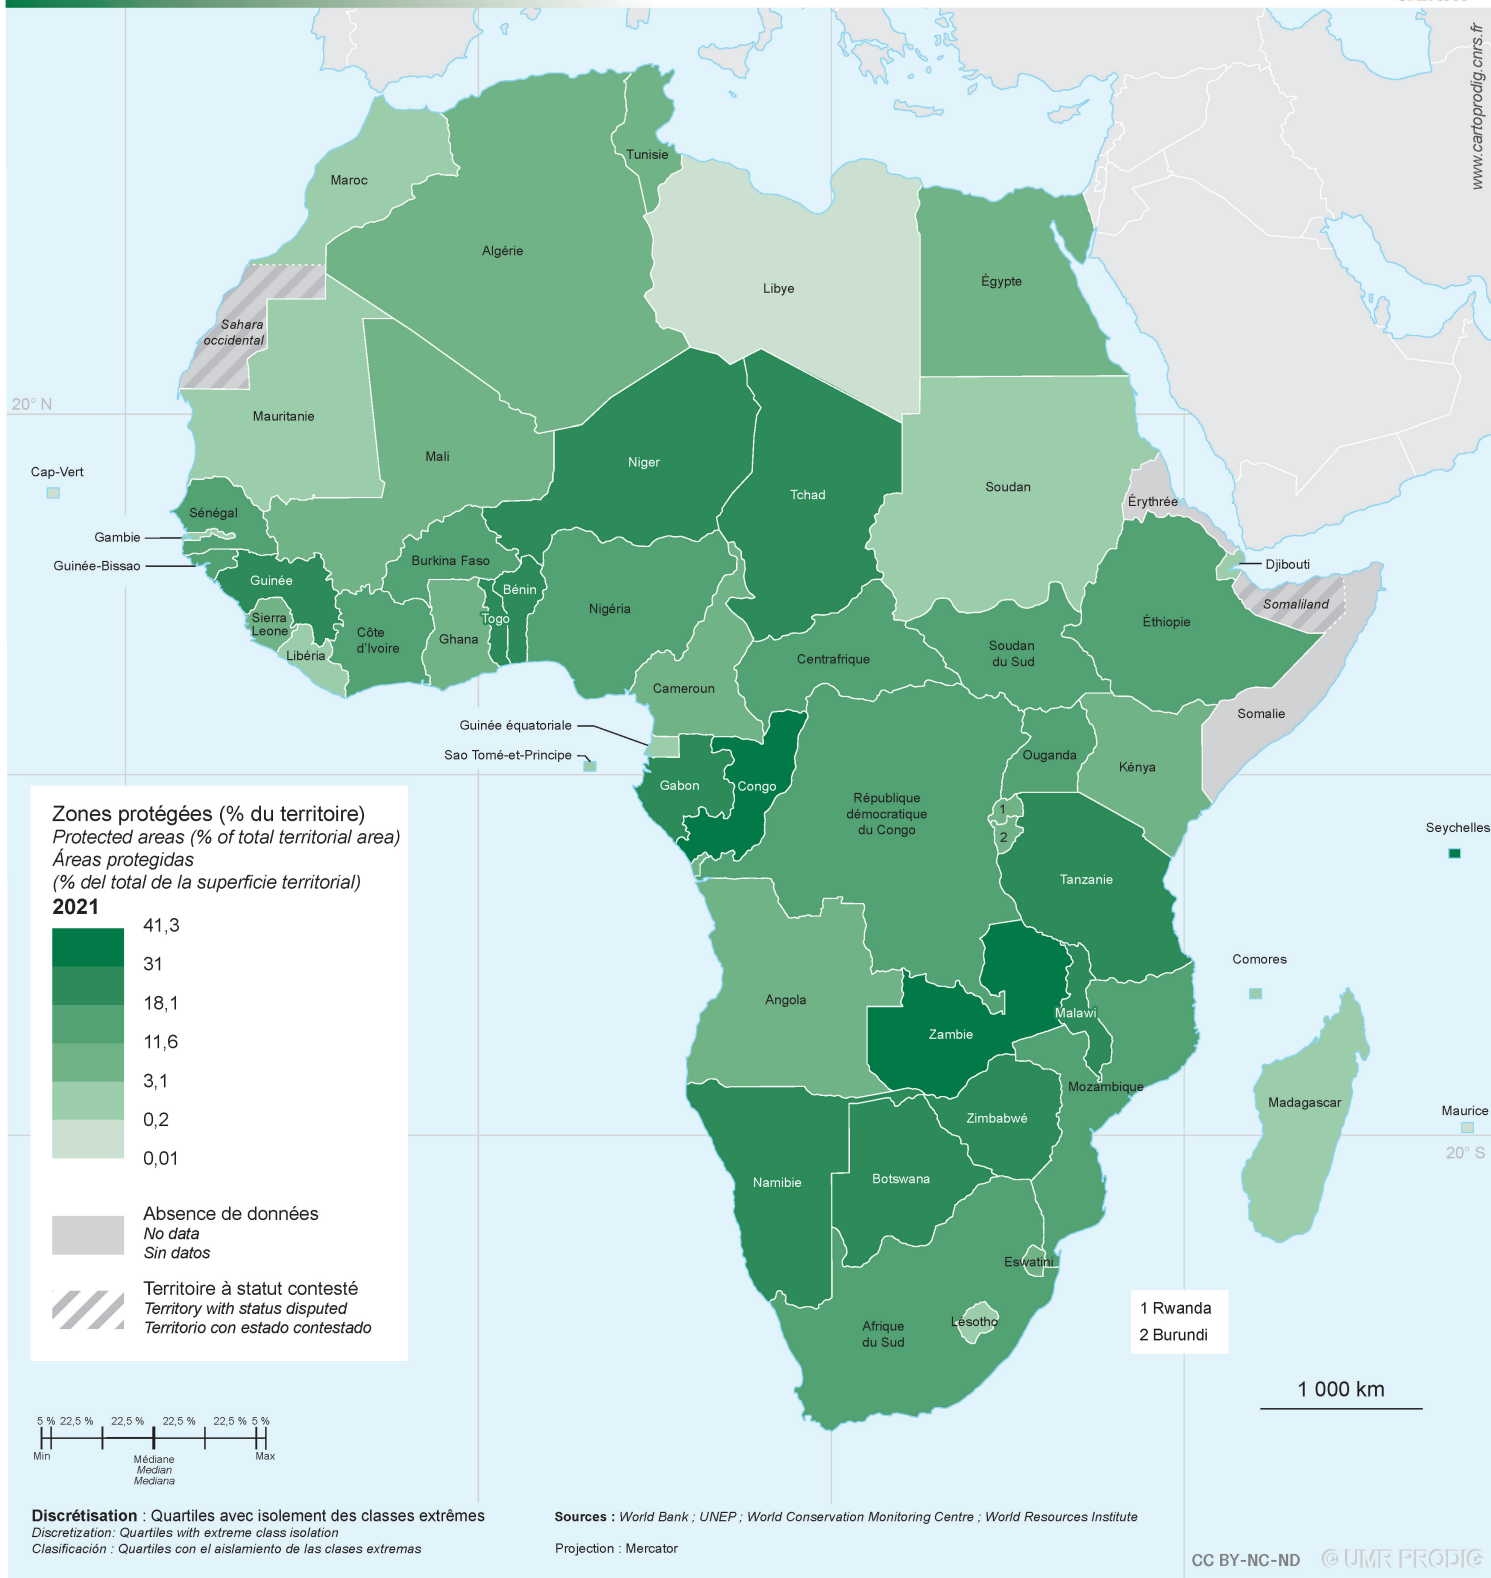 www.cartoprodig.cnrs.fr
Tunisie
Maroc
Algérie
Libye
Égypte
Sahara
occidental
20° N
Mauritanie
Mali
Niger
Tchad
Soudan
Érythrée
Cap-Vert
Sénégal
Gambie
Guinée-Bissao
Burkina Faso
Djibouti
Guinée
Bénin
Somaliland
Sierra
Leone
Togo
Nigéria
Éthiopie
Côte
d'Ivoire
Ghana
Libéria
Centrafrique
Soudan
du Sud
Cameroun
Somalie
Guinée équatoriale
Sao Tomé-et-Principe
Ouganda
Kénya
Gabon
Congo
République
démocratique
du Congo
1
2
Seychelles
Tanzanie
Comores
Angola
Malawi
Zambie
Mozambique
Madagascar
Maurice
20° S
Zimbabwé
Botswana
Namibie
Eswatini
Lesotho
Afrique
du Sud
Zones protégées (% du territoire)
Protected areas (% of total territorial area)
Áreas protegidas
(% del total de la superficie territorial)
2021
41,3
31
18,1
11,6
3,1
0,2
0,01
Absence de données
No data
Sin datos
Territoire à statut contesté
Territory with status disputed
Territorio con estado contestado
1 Rwanda
2 Burundi
1 000 km
5 % 22,5 % 22,5 % 22,5 % 22,5 % 5 %
Min Médiane Max
Median
Mediana
Discrétisation : Quartiles avec isolement des classes extrêmes
Discretization: Quartiles with extreme class isolation
Clasificación : Quartiles con el aislamiento de las clases extremas
Sources : World Bank ; UNEP ; World Conservation Monitoring Centre ; World Resources Institute
Projection : Mercator
CC BY-NC-ND © UMR PRODIG